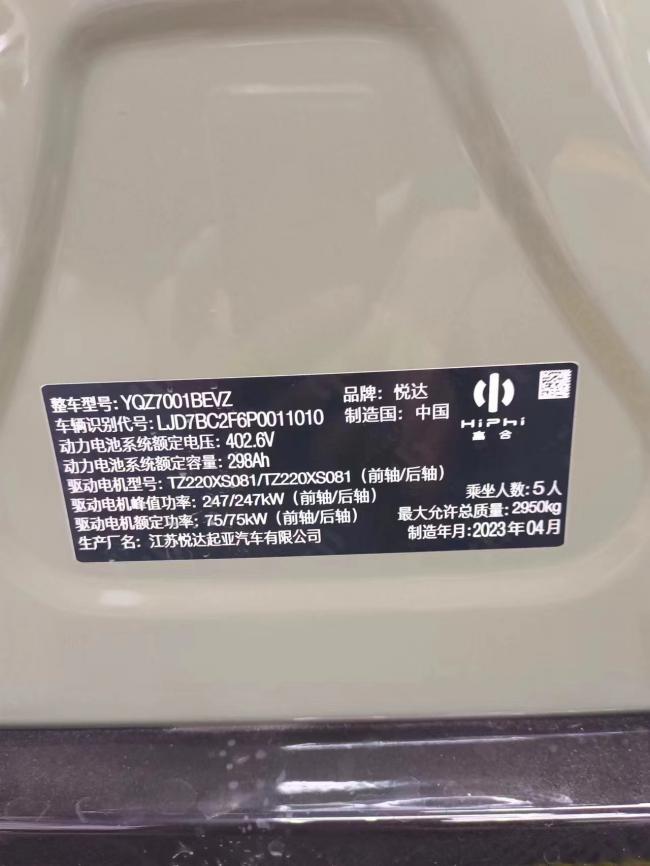 整车型号: YQZ7001BEVZ
品牌: 悦达
车辆识别代号: LJD7BC2F6P0011010
制造国: 中国
HiPhi
高合
动力电池系统额定电压: 402.6V
动力电池系统额定容量: 298Ah
驱动电机型号: TZ220XS081/TZ220XS081 (前轴/后轴)
乘坐人数: 5人
驱动电机峰值功率: 247/247kW (前轴/后轴)
最大允许总质量: 2950kg
驱动电机额定功率: 75/75kW (前轴/后轴)
制造年月: 2023年04月
生产厂名: 江苏悦达起亚汽车有限公司